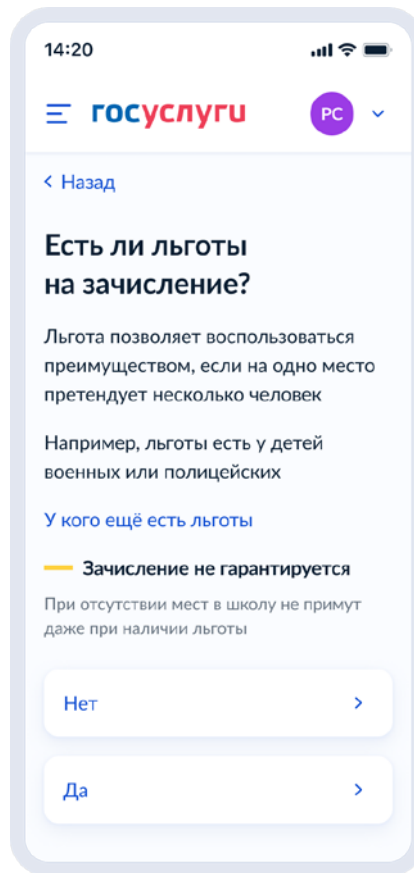 14:20
госуслуги
РС
Назад
Есть ли льготы
на зачисление?
Льгота позволяет воспользоваться
преимуществом, если на одно место
претендует несколько человек
Например, льготы есть у детей
военных или полицейских
У кого ещё есть льготы
Зачисление не гарантируется
При отсутствии мест в школу не примут
даже при наличии льготы
Нет
Да